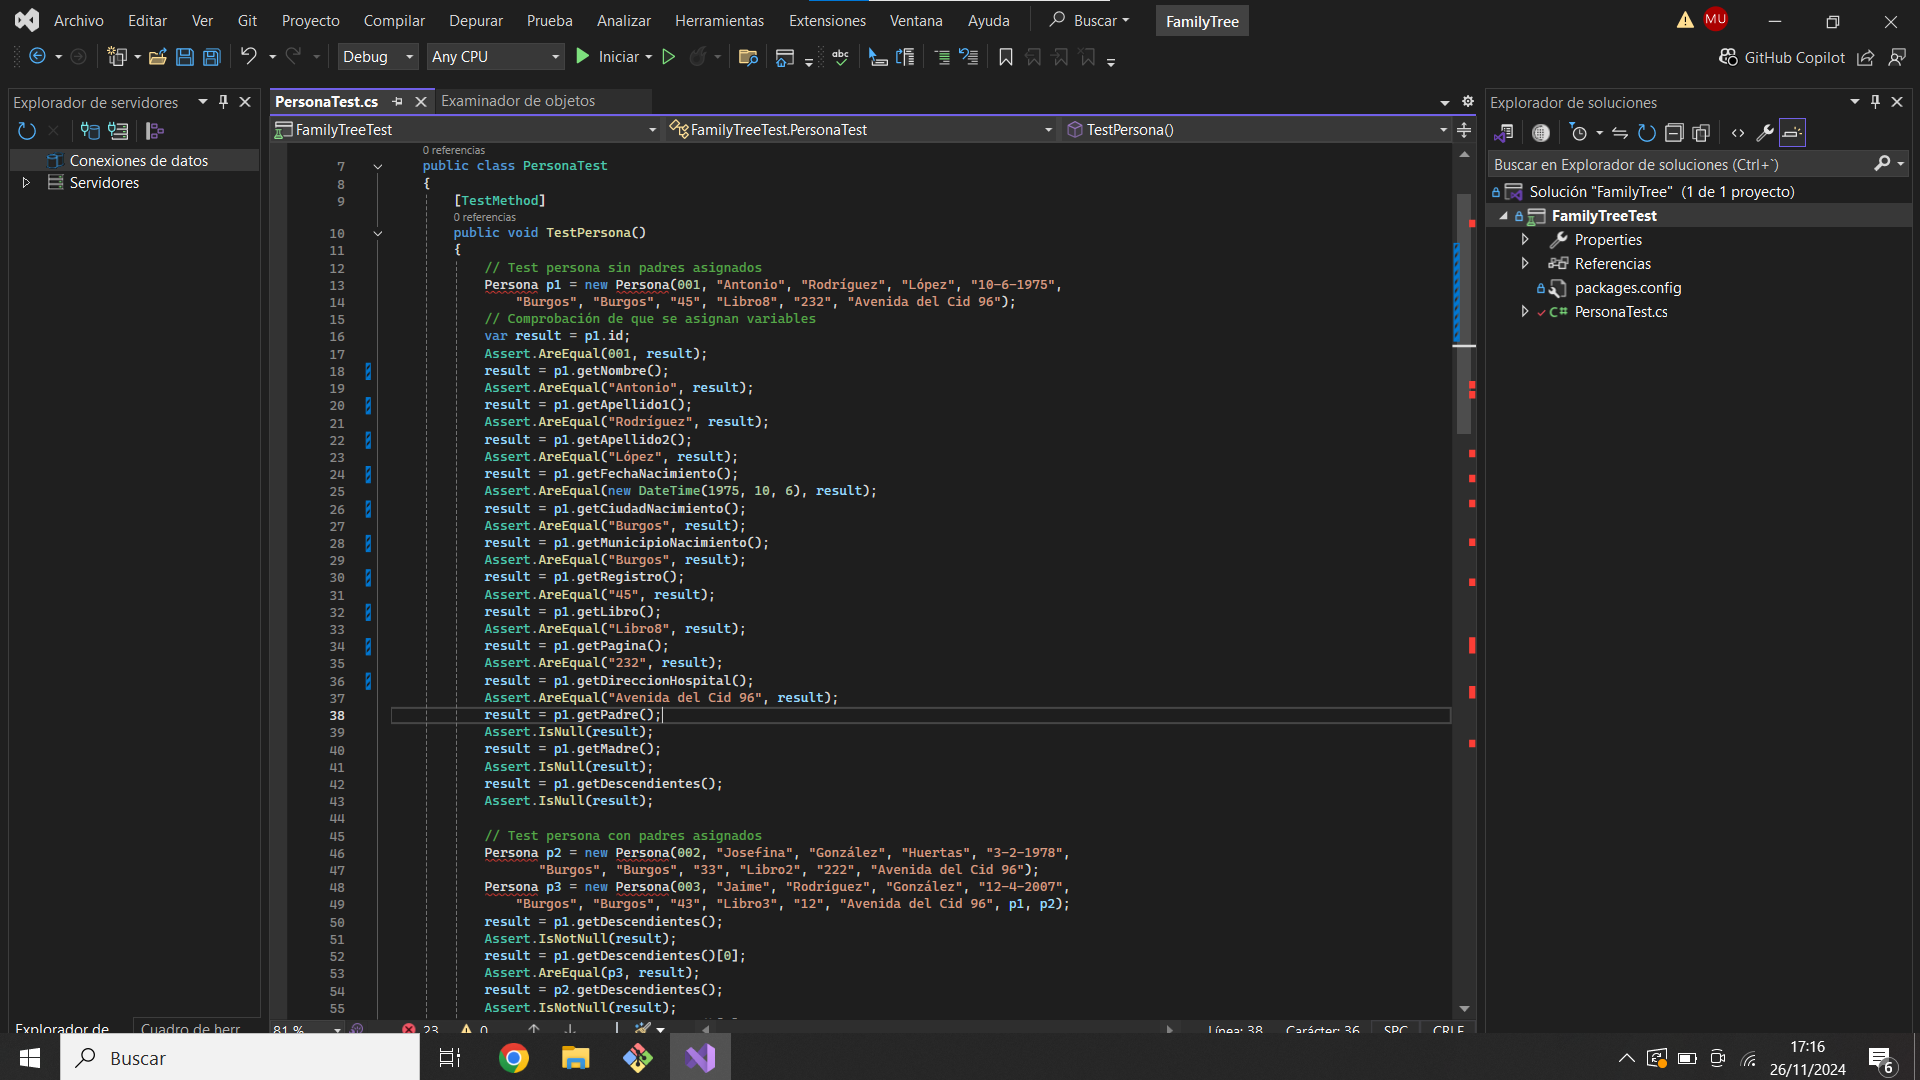 Archivo Editar Ver Git Proyecto Compilar Depurar Prueba Analizar Herramientas Extensiones Ventana Ayuda Buscar FamilyTree MU
Debug Any CPU Iniciar GitHub Copilot
Explorador de servidores
Conexiones de datos
Servidores
PersonaTest.cs Examinador de objetos
FamilyTreeTest FamilyTreeTest.PersonaTest TestPersona()
0 referencias
7 public class PersonaTest
8 {
9 [TestMethod]
0 referencias
10 public void TestPersona()
11 {
12 // Test persona sin padres asignados
13 Persona p1 = new Persona(001, "Antonio", "Rodríguez", "López", "10-6-1975",
14 "Burgos", "Burgos", "45", "Libro8", "232", "Avenida del Cid 96");
15 // Comprobación de que se asignan variables
16 var result = p1.id;
17 Assert.AreEqual(001, result);
18 result = p1.getNombre();
19 Assert.AreEqual("Antonio", result);
20 result = p1.getApellido1();
21 Assert.AreEqual("Rodríguez", result);
22 result = p1.getApellido2();
23 Assert.AreEqual("López", result);
24 result = p1.getFechaNacimiento();
25 Assert.AreEqual(new DateTime(1975, 10, 6), result);
26 result = p1.getCiudadNacimiento();
27 Assert.AreEqual("Burgos", result);
28 result = p1.getMunicipioNacimiento();
29 Assert.AreEqual("Burgos", result);
30 result = p1.getRegistro();
31 Assert.AreEqual("45", result);
32 result = p1.getLibro();
33 Assert.AreEqual("Libro8", result);
34 result = p1.getPagina();
35 Assert.AreEqual("232", result);
36 result = p1.getDireccionHospital();
37 Assert.AreEqual("Avenida del Cid 96", result);
38 result = p1.getPadre();
39 Assert.IsNull(result);
40 result = p1.getMadre();
41 Assert.IsNull(result);
42 result = p1.getDescendientes();
43 Assert.IsNull(result);
44
45 // Test persona con padres asignados
46 Persona p2 = new Persona(002, "Josefina", "González", "Huertas", "3-2-1978",
47 "Burgos", "Burgos", "33", "Libro2", "222", "Avenida del Cid 96");
48 Persona p3 = new Persona(003, "Jaime", "Rodríguez", "González", "12-4-2007",
49 "Burgos", "Burgos", "43", "Libro3", "12", "Avenida del Cid 96", p1, p2);
50 result = p1.getDescendientes();
51 Assert.IsNotNull(result);
52 result = p1.getDescendientes()[0];
53 Assert.AreEqual(p3, result);
54 result = p2.getDescendientes();
55 Assert.IsNotNull(result);
81 % 23 0 Línea: 38 Carácter: 36 SPC CRLF
Explorador de soluciones
Buscar en Explorador de soluciones (Ctrl+`)
Solución "FamilyTree" (1 de 1 proyecto)
FamilyTreeTest
Properties
Referencias
packages.config
C# PersonaTest.cs
Explorador de Cuadro de herr
Buscar
17:16
26/11/2024
6